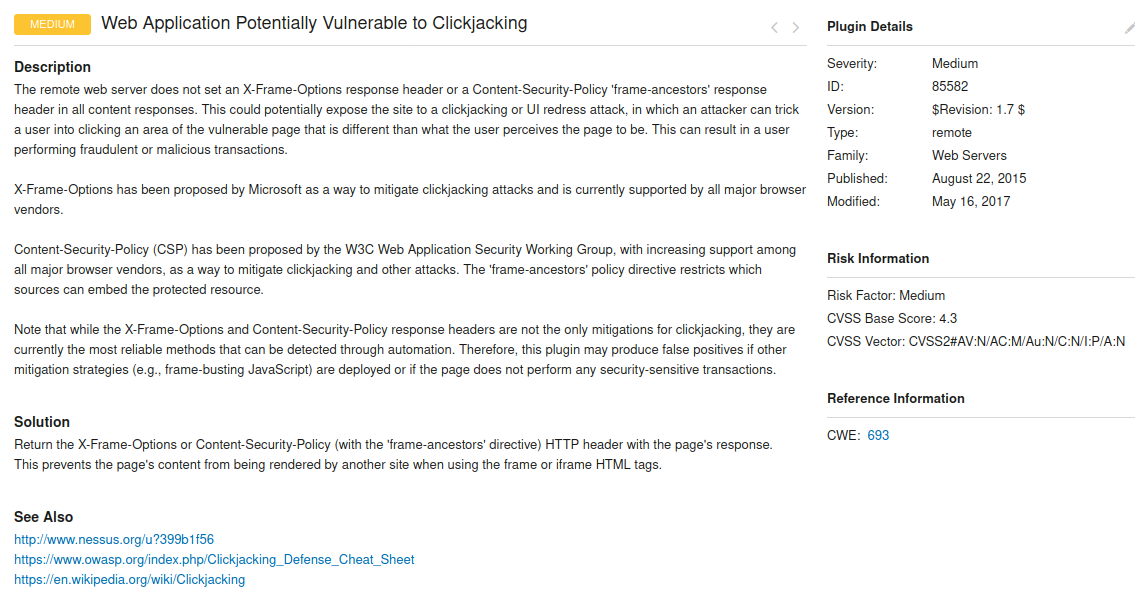 MEDIUM Web Application Potentially Vulnerable to Clickjacking
Description
The remote web server does not set an X-Frame-Options response header or a Content-Security-Policy 'frame-ancestors' response
header in all content responses. This could potentially expose the site to a clickjacking or UI redress attack, in which an attacker can trick
a user into clicking an area of the vulnerable page that is different than what the user perceives the page to be. This can result in a user
performing fraudulent or malicious transactions.
X-Frame-Options has been proposed by Microsoft as a way to mitigate clickjacking attacks and is currently supported by all major browser
vendors.
Content-Security-Policy (CSP) has been proposed by the W3C Web Application Security Working Group, with increasing support among
all major browser vendors, as a way to mitigate clickjacking and other attacks. The 'frame-ancestors' policy directive restricts which
sources can embed the protected resource.
Note that while the X-Frame-Options and Content-Security-Policy response headers are not the only mitigations for clickjacking, they are
currently the most reliable methods that can be detected through automation. Therefore, this plugin may produce false positives if other
mitigation strategies (e.g., frame-busting JavaScript) are deployed or if the page does not perform any security-sensitive transactions.
Solution
Return the X-Frame-Options or Content-Security-Policy (with the 'frame-ancestors' directive) HTTP header with the page's response.
This prevents the page's content from being rendered by another site when using the frame or iframe HTML tags.
See Also
http://www.nessus.org/u?399b1f56
https://www.owasp.org/index.php/Clickjacking_Defense_Cheat_Sheet
https://en.wikipedia.org/wiki/Clickjacking
Plugin Details
Severity: Medium
ID: 85582
Version: $Revision: 1.7 $
Type: remote
Family: Web Servers
Published: August 22, 2015
Modified: May 16, 2017
Risk Information
Risk Factor: Medium
CVSS Base Score: 4.3
CVSS Vector: CVSS2#AV:N/AC:M/Au:N/C:N/I:P/A:N
Reference Information
CWE: 693